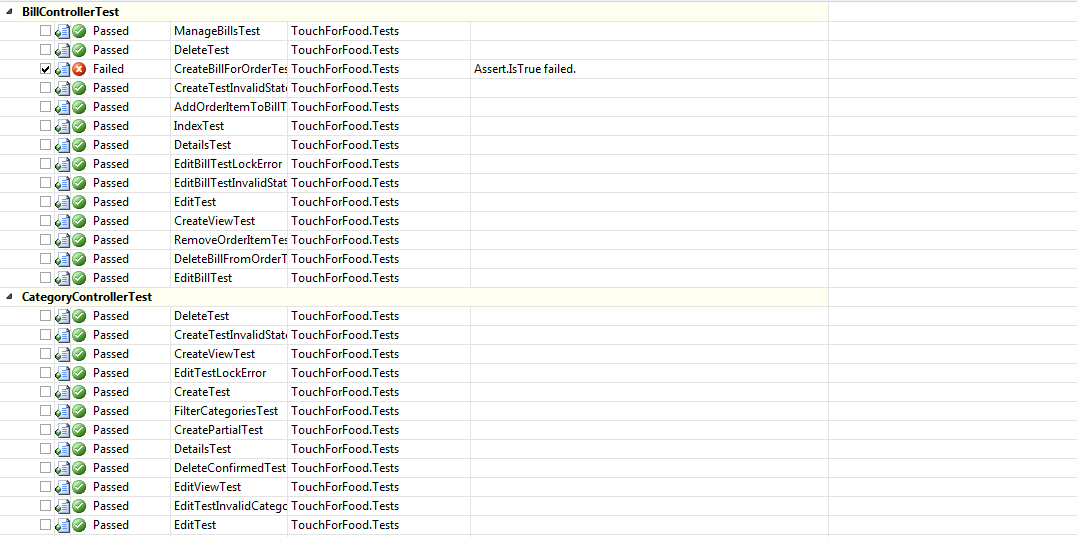 BillControllerTest
Passed ManageBillsTest TouchForFood.Tests
Passed DeleteTest TouchForFood.Tests
Failed CreateBillForOrderTes TouchForFood.Tests Assert.IsTrue failed.
Passed CreateTestInvalidState TouchForFood.Tests
Passed AddOrderItemToBillT TouchForFood.Tests
Passed IndexTest TouchForFood.Tests
Passed DetailsTest TouchForFood.Tests
Passed EditBillTestLockError TouchForFood.Tests
Passed EditBillTestInvalidStat TouchForFood.Tests
Passed EditTest TouchForFood.Tests
Passed CreateViewTest TouchForFood.Tests
Passed RemoveOrderItemTes TouchForFood.Tests
Passed DeleteBillFromOrderT TouchForFood.Tests
Passed EditBillTest TouchForFood.Tests
CategoryControllerTest
Passed DeleteTest TouchForFood.Tests
Passed CreateTestInvalidState TouchForFood.Tests
Passed CreateViewTest TouchForFood.Tests
Passed EditTestLockError TouchForFood.Tests
Passed CreateTest TouchForFood.Tests
Passed FilterCategoriesTest TouchForFood.Tests
Passed CreatePartialTest TouchForFood.Tests
Passed DetailsTest TouchForFood.Tests
Passed DeleteConfirmedTest TouchForFood.Tests
Passed EditViewTest TouchForFood.Tests
Passed EditTestInvalidCatego TouchForFood.Tests
Passed EditTest TouchForFood.Tests